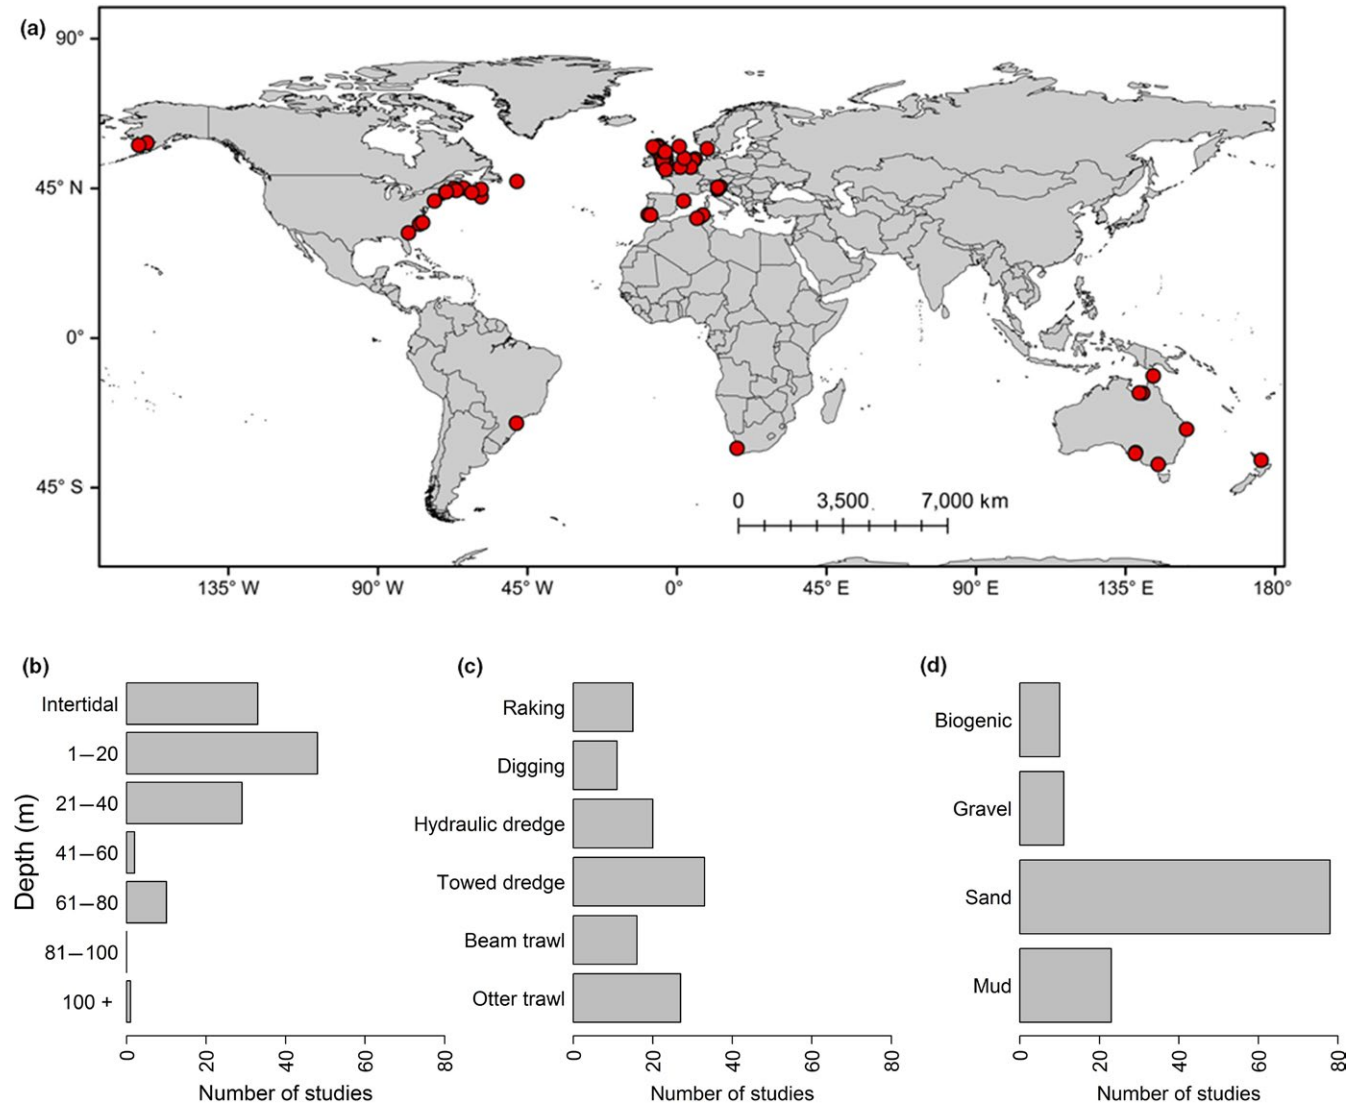 (a)
90°
45° N
0°
45° S
0 3,500 7,000 km
135° W 90° W 45° W 0° 45° E 90° E 135° E 180°
(b)
Depth (m)
Intertidal
1—20
21—40
41—60
61—80
81—100
100 +
0 20 40 60 80
Number of studies
(c)
Raking
Digging
Hydraulic dredge
Towed dredge
Beam trawl
Otter trawl
0 20 40 60 80
Number of studies
(d)
Biogenic
Gravel
Sand
Mud
0 20 40 60 80
Number of studies